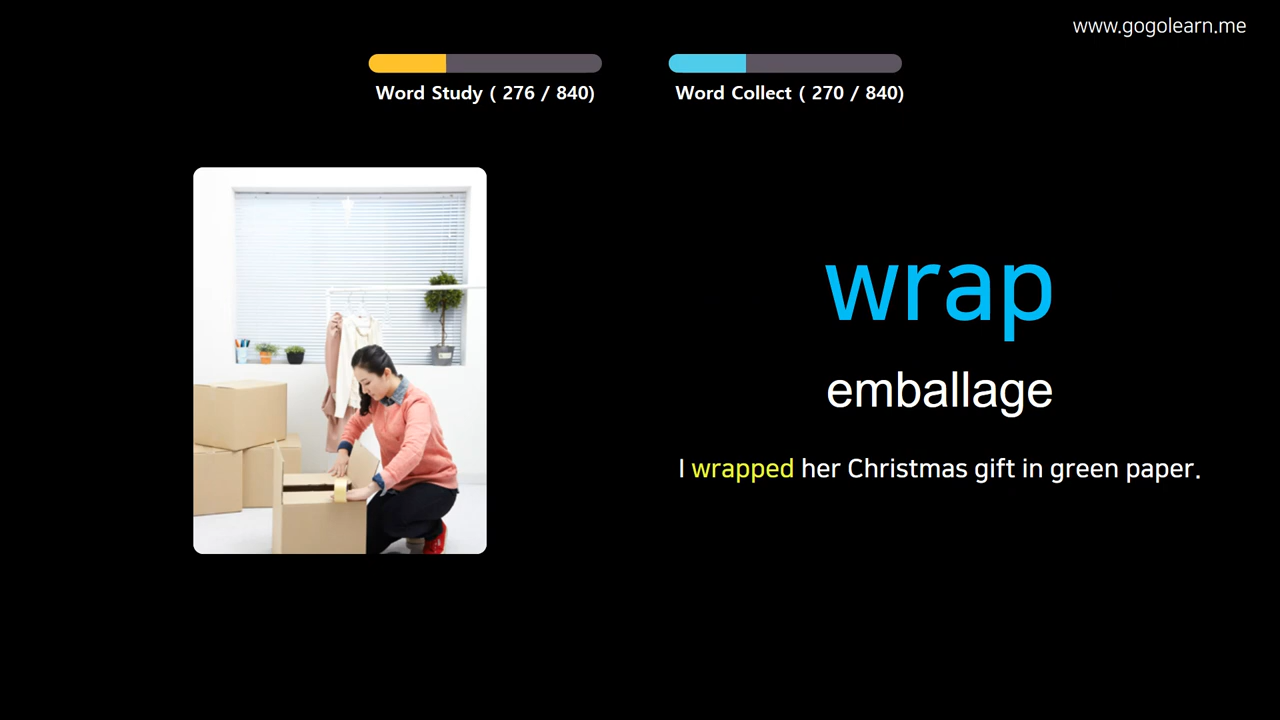 www.gogolearn.me
Word Study ( 276 / 840)
Word Collect ( 270 / 840)
wrap
emballage
I wrapped her Christmas gift in green paper.